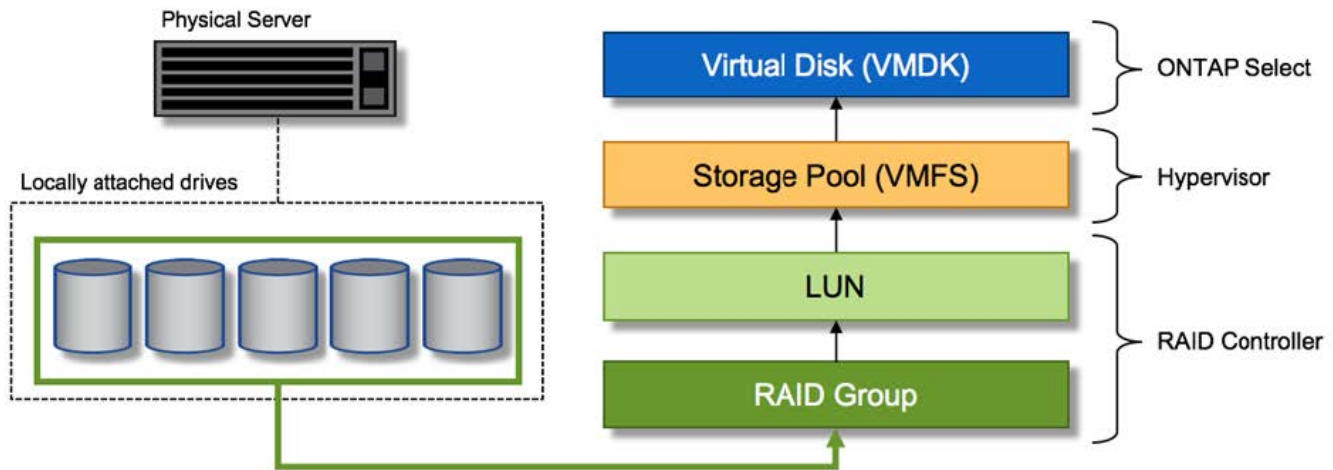 Physical Server
Locally attached drives
Virtual Disk (VMDK)
ONTAP Select
Storage Pool (VMFS)
Hypervisor
LUN
RAID Controller
RAID Group